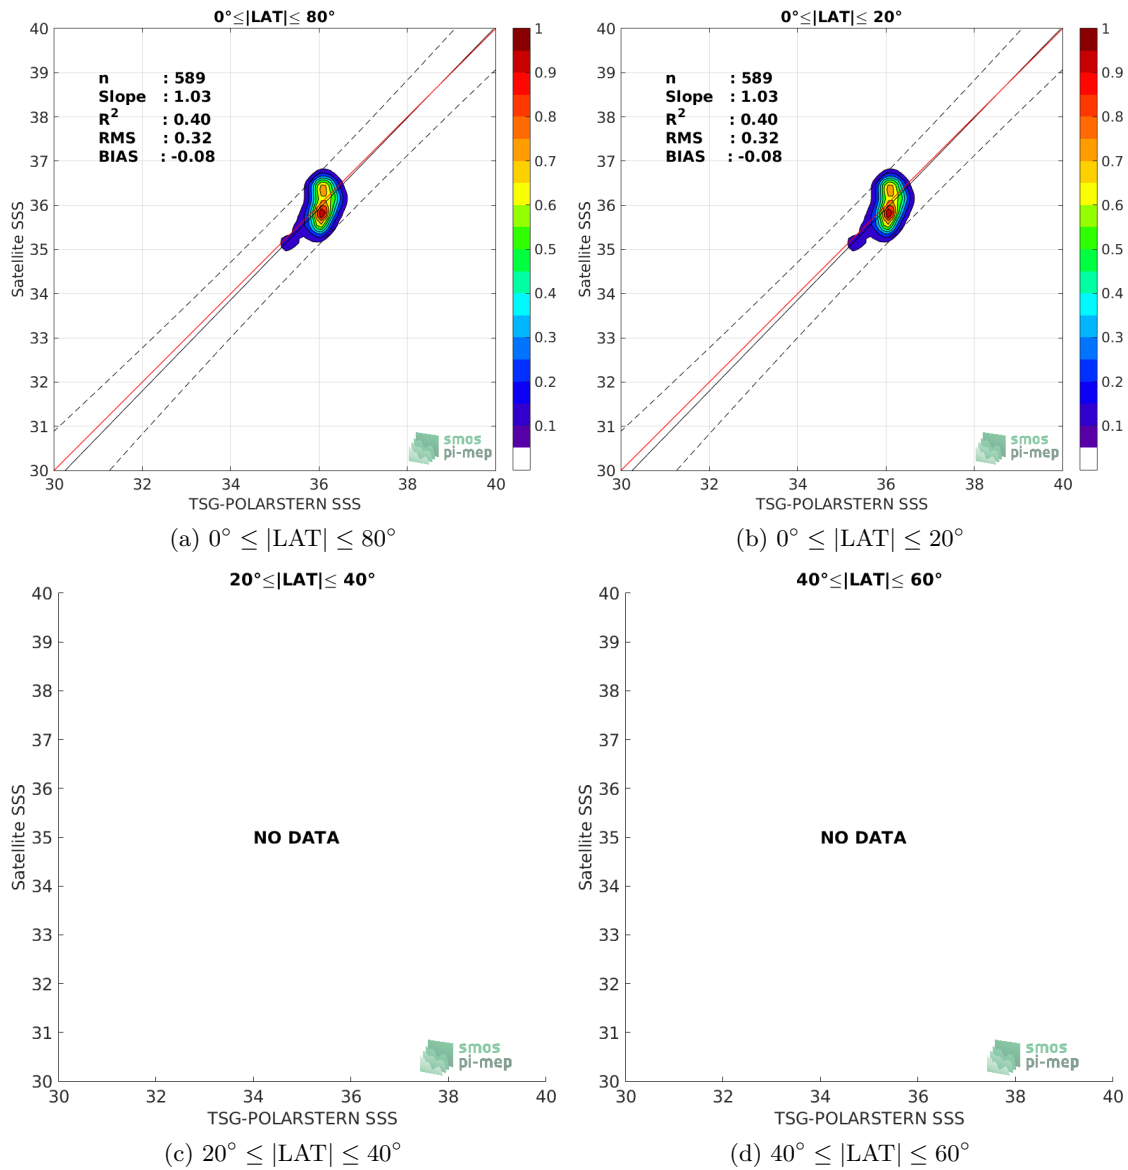 0°≤|LAT|≤ 80°
40
39
38
37
36
35
34
33
32
31
30
Satellite SSS
n : 589
Slope : 1.03
R2 : 0.40
RMS : 0.32
BIAS : -0.08
smos
pi-mep
30 32 34 36 38 40
TSG-POLARSTERN SSS
1
0.9
0.8
0.7
0.6
0.5
0.4
0.3
0.2
0.1
(a) 0° ≤ |LAT| ≤ 80°
0°≤|LAT|≤ 20°
40
39
38
37
36
35
34
33
32
31
30
Satellite SSS
n : 589
Slope : 1.03
R2 : 0.40
RMS : 0.32
BIAS : -0.08
smos
pi-mep
30 32 34 36 38 40
TSG-POLARSTERN SSS
1
0.9
0.8
0.7
0.6
0.5
0.4
0.3
0.2
0.1
(b) 0° ≤ |LAT| ≤ 20°
20°≤|LAT|≤ 40°
40
39
38
37
36
35
34
33
32
31
30
Satellite SSS
NO DATA
smos
pi-mep
30 32 34 36 38 40
TSG-POLARSTERN SSS
(c) 20° ≤ |LAT| ≤ 40°
40°≤|LAT|≤ 60°
40
39
38
37
36
35
34
33
32
31
30
Satellite SSS
NO DATA
smos
pi-mep
30 32 34 36 38 40
TSG-POLARSTERN SSS
(d) 40° ≤ |LAT| ≤ 60°